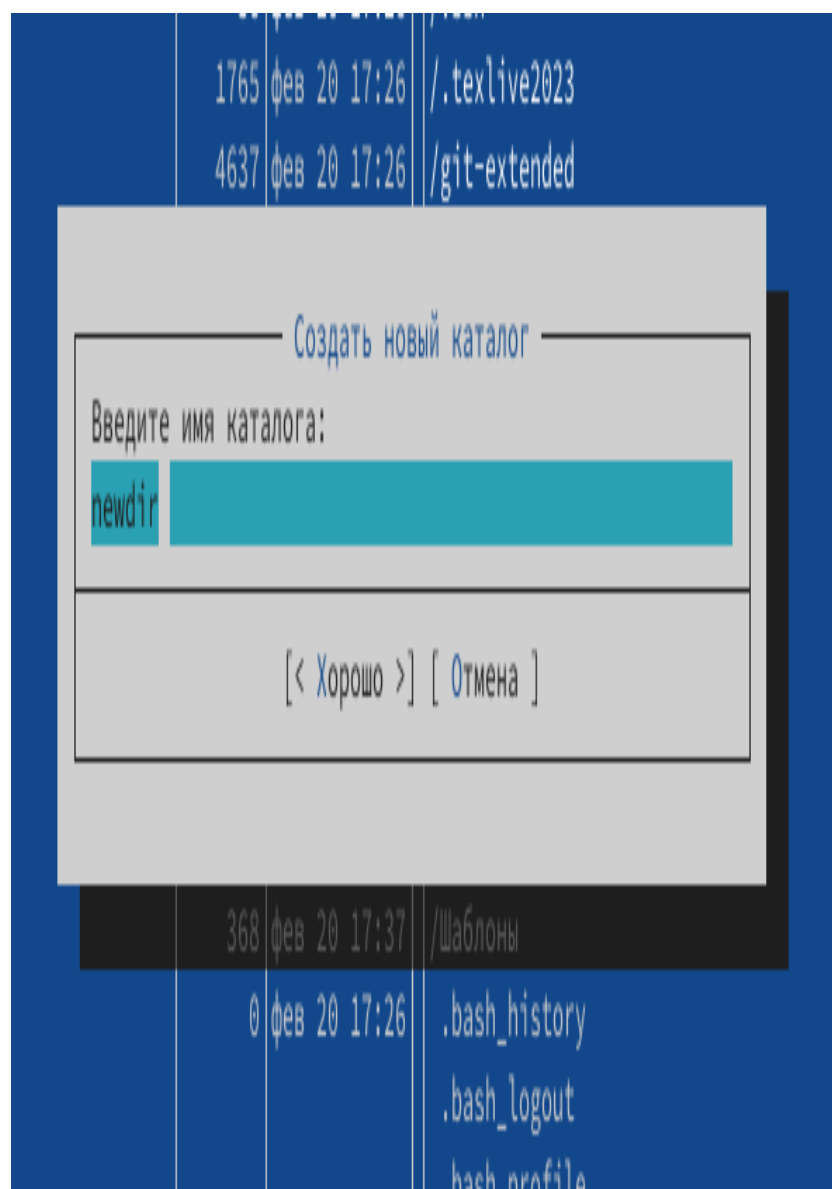 1765 фев 20 17:26 /.texlive2023
4637 фев 20 17:26 /git-extended
Создать новый каталог
Введите имя каталога:
newdir
[< Хорошо >] [ Отмена ]
368 фев 20 17:37 /Шаблоны
0 фев 20 17:26 .bash_history
.bash_logout
.bash_profile